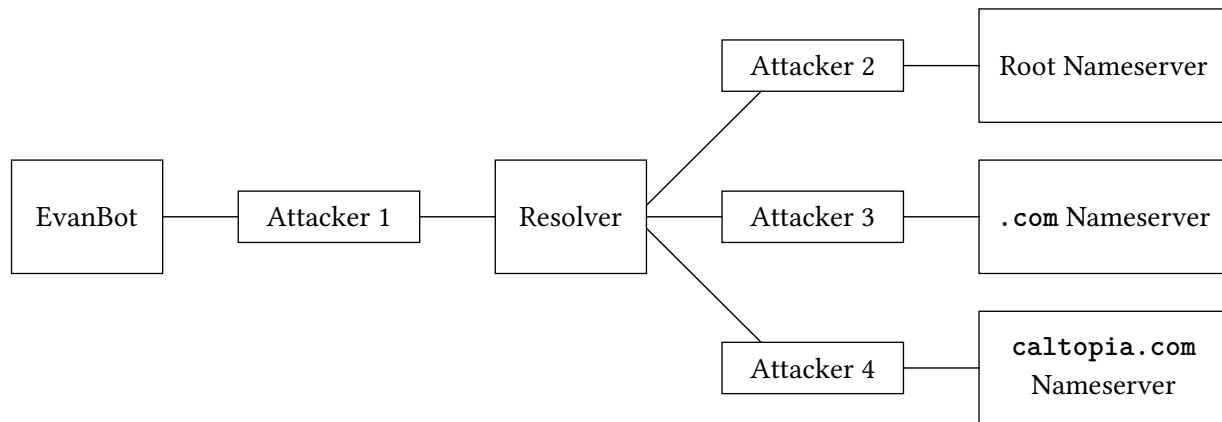 Attacker 2
Root Nameserver
EvanBot
Attacker 1
Resolver
Attacker 3
.com Nameserver
Attacker 4
caltopia.com
Nameserver